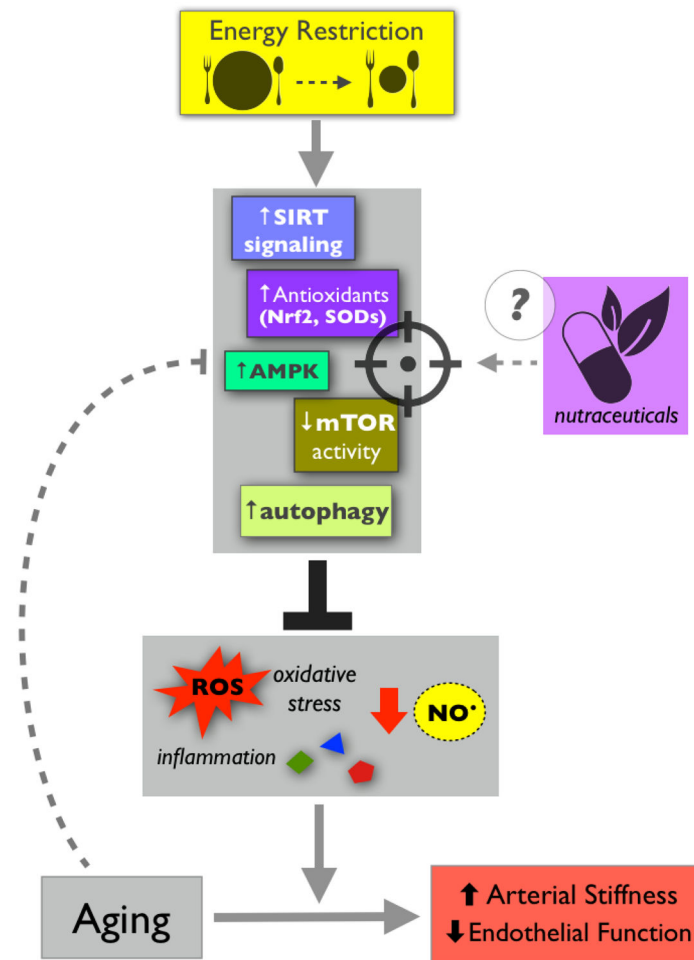 Energy Restriction
↑SIRT
signaling
↑Antioxidants
(Nrf2, SODs)
?
↑AMPK
nutraceuticals
↓mTOR
activity
↑autophagy
ROS
oxidative
stress
NO•
inflammation
Aging
↑ Arterial Stiffness
↓ Endothelial Function